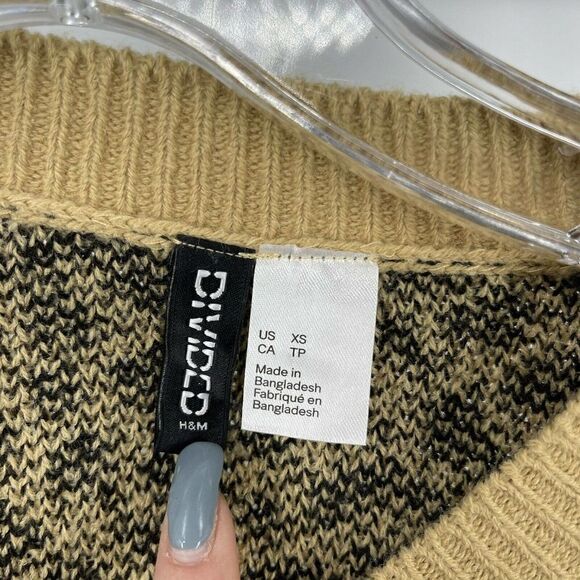 DIVIDED
H&M
US XS
CA TP
Made in
Bangladesh
Fabriqué en
Bangladesh